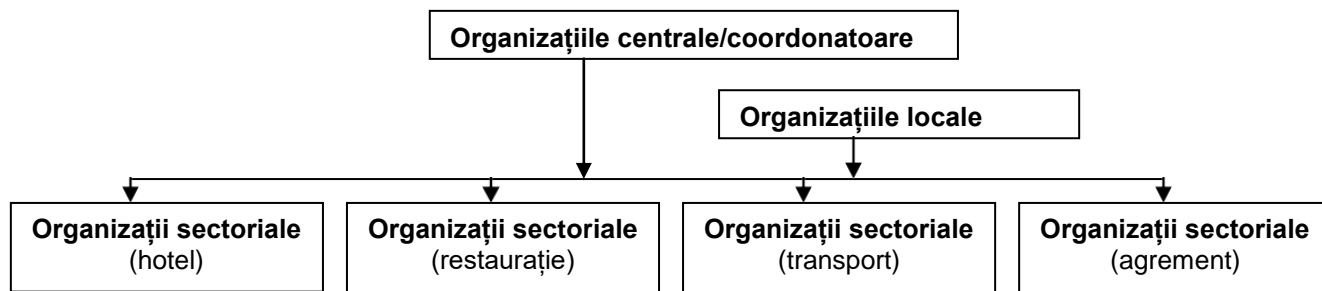 Organizațiile centrale/coordonatoare
Organizațiile locale
Organizații sectoriale
(hotel)
Organizații sectoriale
(restaurație)
Organizații sectoriale
(transport)
Organizații sectoriale
(agrement)